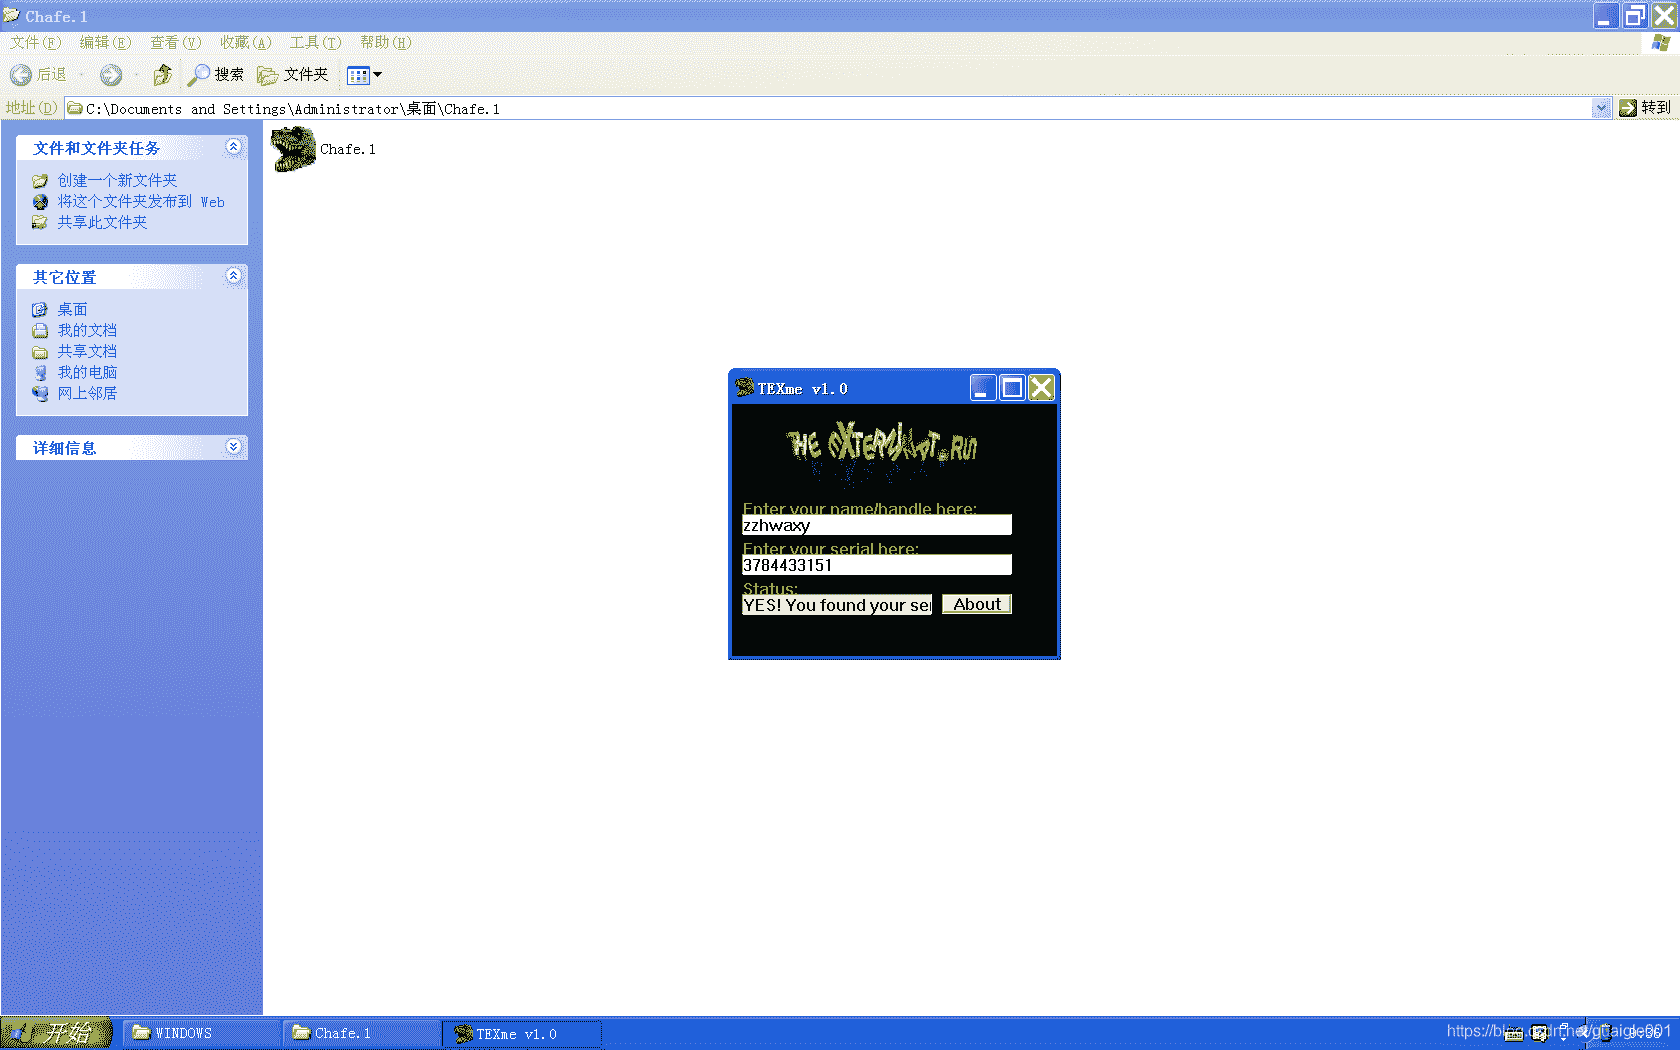 Chafe.1
文件(F) 编辑(E) 查看(V) 收藏(A) 工具(T) 帮助(H)
后退 搜索 文件夹
地址(D) C:\Documents and Settings\Administrator\桌面\Chafe.1 转到
文件和文件夹任务
创建一个新文件夹
将这个文件夹发布到 Web
共享此文件夹
其它位置
桌面
我的文档
共享文档
我的电脑
网上邻居
详细信息
Chafe.1
TEXme v1.0
THE EXTERMINAT.RUS
Enter your name/handle here:
zzhwaxy
Enter your serial here:
3784433151
Status:
YES! You found your ser
About
开始 WINDOWS Chafe.1 TEXme v1.0
https://blog.csdn.net/guaigle001